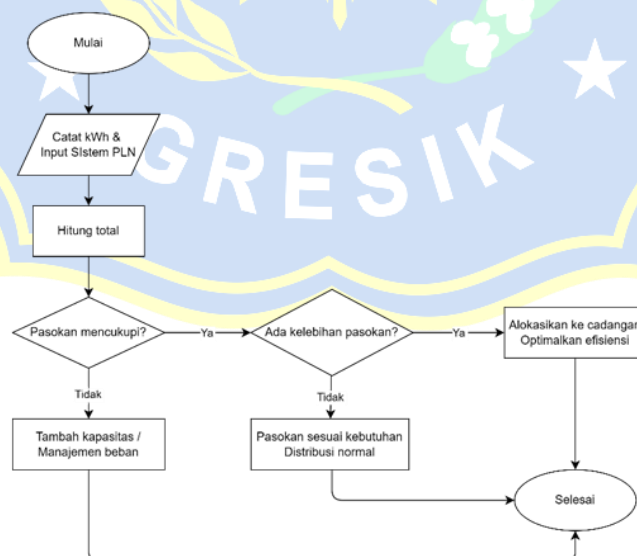 Mulai
GRESIK
Catat kWh &
Input SIstem PLN
Hitung total
Pasokan mencukupi?
Ya
Ada kelebihan pasokan?
Ya
Alokasikan ke cadangan
Optimalkan efisiensi
Tidak
Tidak
Tambah kapasitas /
Manajemen beban
Pasokan sesuai kebutuhan
Distribusi normal
Selesai